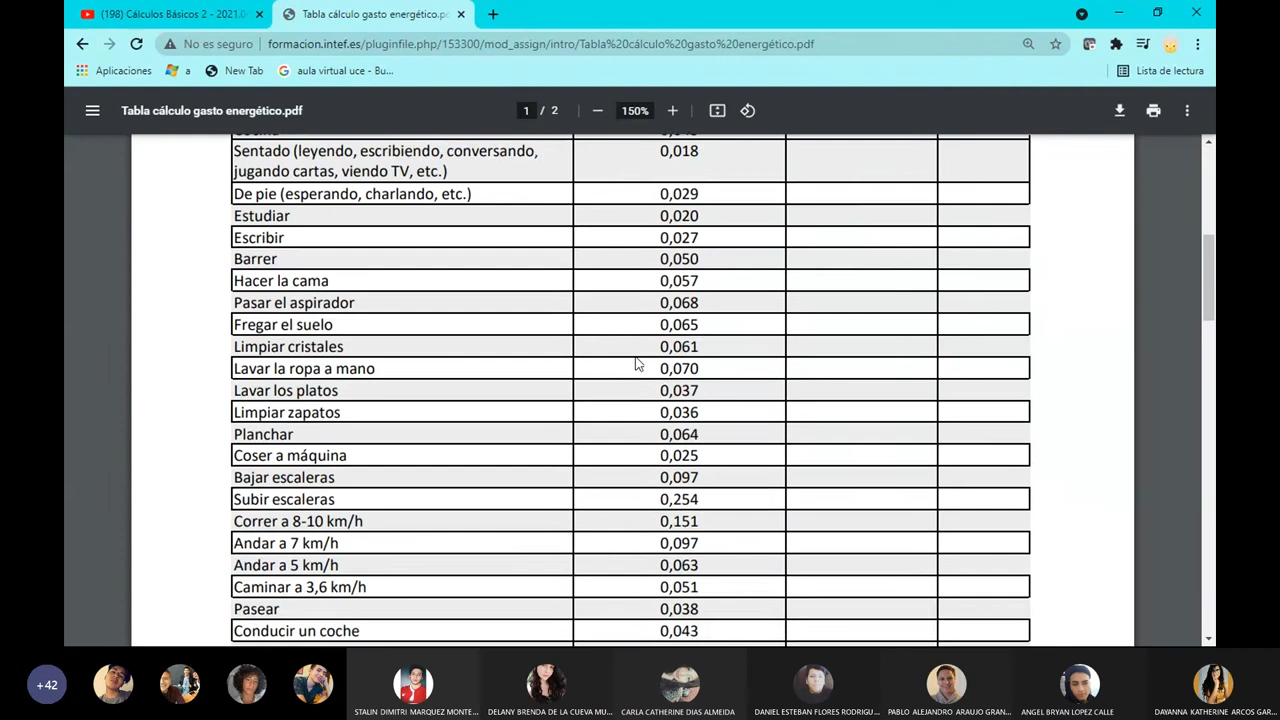 (198) Cálculos Básicos 2 - 2021.0
Tabla cálculo gasto energético.pd
No es seguro
formacion.intef.es/pluginfile.php/153300/mod_assign/intro/Tabla%20cálculo%20gasto%20energético.pdf
Aplicaciones
a
New Tab
aula virtual uce - Bu...
Lista de lectura
Tabla cálculo gasto energético.pdf
1 / 2
150%
Sentado (leyendo, escribiendo, conversando, 0,018
jugando cartas, viendo TV, etc.)
De pie (esperando, charlando, etc.) 0,029
Estudiar 0,020
Escribir 0,027
Barrer 0,050
Hacer la cama 0,057
Pasar el aspirador 0,068
Fregar el suelo 0,065
Limpiar cristales 0,061
Lavar la ropa a mano 0,070
Lavar los platos 0,037
Limpiar zapatos 0,036
Planchar 0,064
Coser a máquina 0,025
Bajar escaleras 0,097
Subir escaleras 0,254
Correr a 8-10 km/h 0,151
Andar a 7 km/h 0,097
Andar a 5 km/h 0,063
Caminar a 3,6 km/h 0,051
Pasear 0,038
Conducir un coche 0,043
+42
STALIN DIMITRI MARQUEZ MONTE...
DELANY BRENDA DE LA CUEVA MU...
CARLA CATHERINE DIAS ALMEIDA
DANIEL ESTEBAN FLORES RODRIGU...
PABLO ALEJANDRO ARAUJO GRAN...
ANGEL BRYAN LOPEZ CALLE
DAYANNA KATHERINE ARCOS GAR...